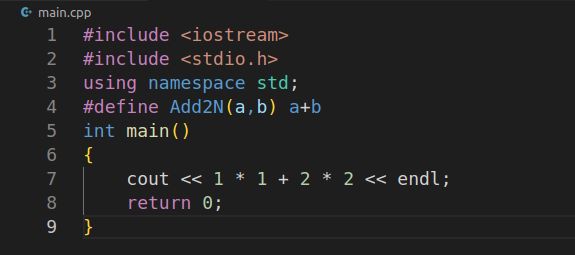 main.cpp
1 #include <iostream>
2 #include <stdio.h>
3 using namespace std;
4 #define Add2N(a,b) a+b
5 int main()
6 {
7     cout << 1 * 1 + 2 * 2 << endl;
8     return 0;
9 }